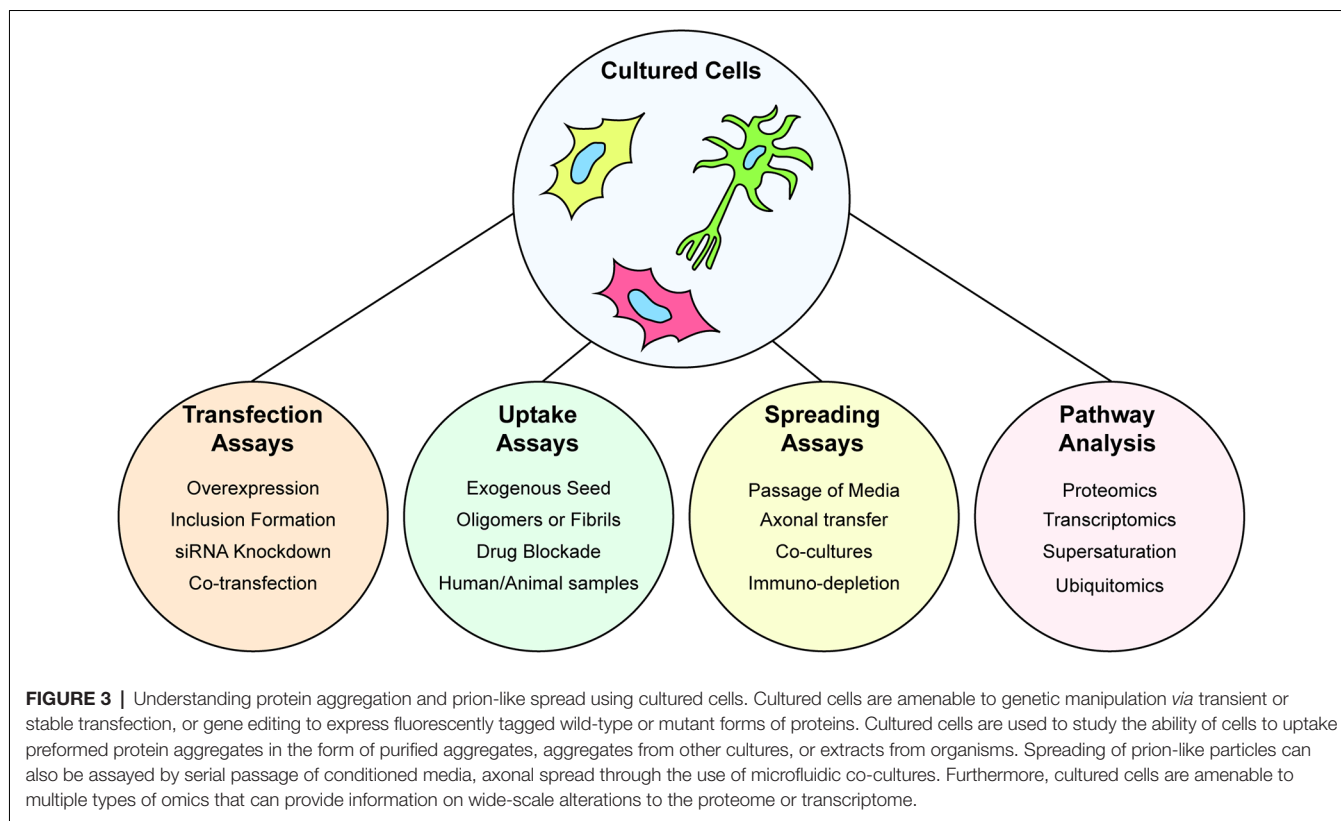 Cultured Cells
Transfection
Assays
Overexpression
Inclusion Formation
siRNA Knockdown
Co-transfection
Uptake
Assays
Exogenous Seed
Oligomers or Fibrils
Drug Blockade
Human/Animal samples
Spreading
Assays
Passage of Media
Axonal transfer
Co-cultures
Immuno-depletion
Pathway
Analysis
Proteomics
Transcriptomics
Supersaturation
Ubiquitomics
FIGURE 3 | Understanding protein aggregation and prion-like spread using cultured cells. Cultured cells are amenable to genetic manipulation via transient or
stable transfection, or gene editing to express fluorescently tagged wild-type or mutant forms of proteins. Cultured cells are used to study the ability of cells to uptake
preformed protein aggregates in the form of purified aggregates, aggregates from other cultures, or extracts from organisms. Spreading of prion-like particles can
also be assayed by serial passage of conditioned media, axonal spread through the use of microfluidic co-cultures. Furthermore, cultured cells are amenable to
multiple types of omics that can provide information on wide-scale alterations to the proteome or transcriptome.